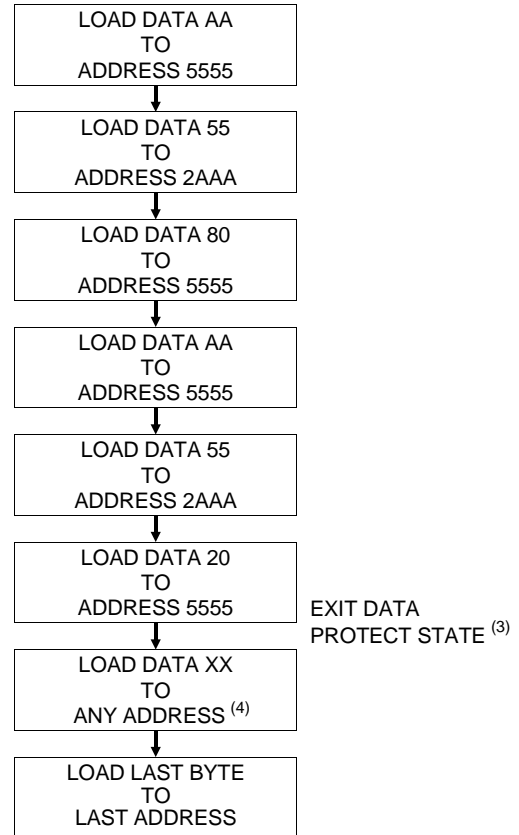 LOAD DATA AA
TO
ADDRESS 5555
LOAD DATA 55
TO
ADDRESS 2AAA
LOAD DATA 80
TO
ADDRESS 5555
LOAD DATA AA
TO
ADDRESS 5555
LOAD DATA 55
TO
ADDRESS 2AAA
LOAD DATA 20
TO
ADDRESS 5555
EXIT DATA
PROTECT STATE (3)
LOAD DATA XX
TO
ANY ADDRESS (4)
LOAD LAST BYTE
TO
LAST ADDRESS